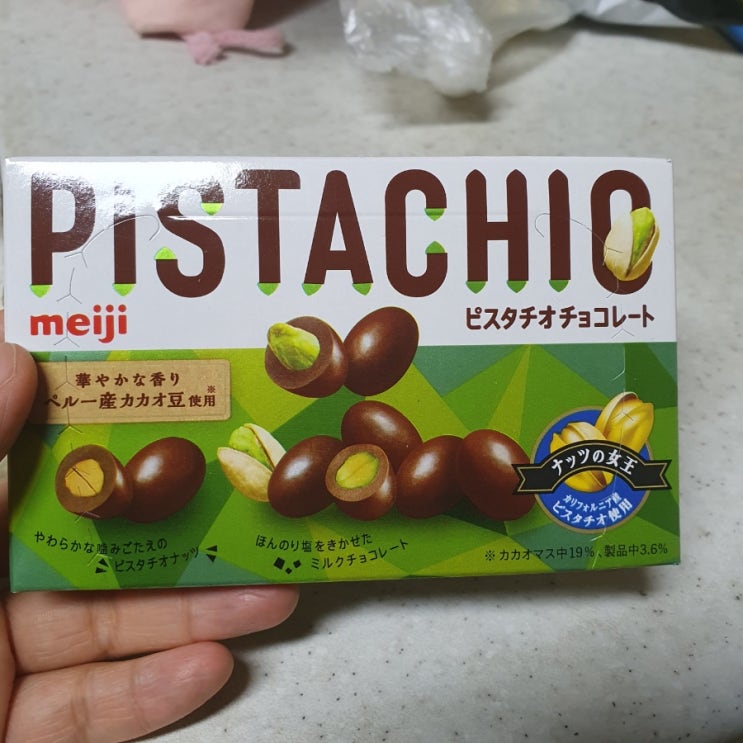 PISTACHIO
meiji
ピスタチオチョコレート
華やかな香り
ペルー産カカオ豆使用※
ナッツの女王
カリフォルニア産
ピスタチオ使用
やわらかな噛みごたえの
ピスタチオナッツ
ほんのり塩をきかせた
ミルクチョコレート
※カカオマス中19%、製品中3.6%